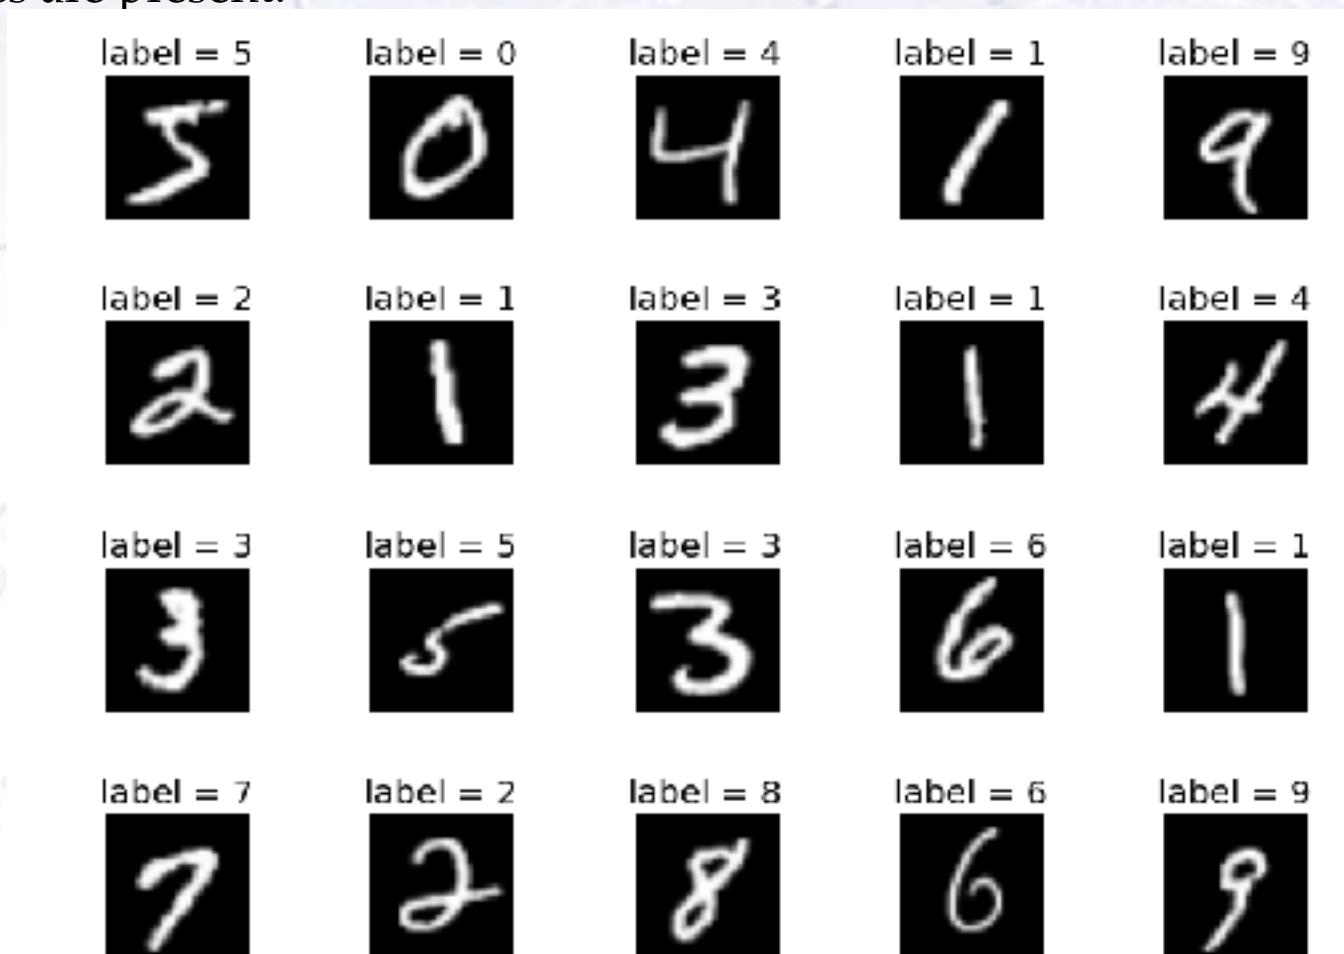 es are present.
label = 5 label = 0 label = 4 label = 1 label = 9
5 0 4 1 9
label = 2 label = 1 label = 3 label = 1 label = 4
2 1 3 1 4
label = 3 label = 5 label = 3 label = 6 label = 1
3 5 3 6 1
label = 7 label = 2 label = 8 label = 6 label = 9
7 2 8 6 9